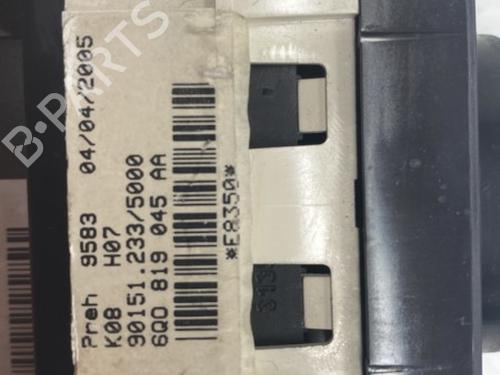 Preh 9583 04/04/2005
K08 H07
90151.233/5000
6Q0 819 045 AA
*E8350*
B-PARTS